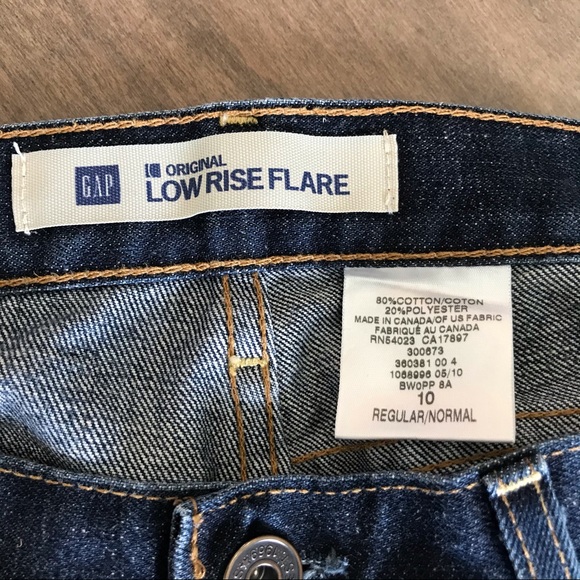 GAP
ORIGINAL
LOW RISE FLARE
80%COTTON/COTON
20%POLYESTER
MADE IN CANADA/OF US FABRIC
FABRIQUÉ AU CANADA
RN54023 CA17897
300673
360381 00 4
1068996 05/10
BW0PP 8A
10
REGULAR/NORMAL